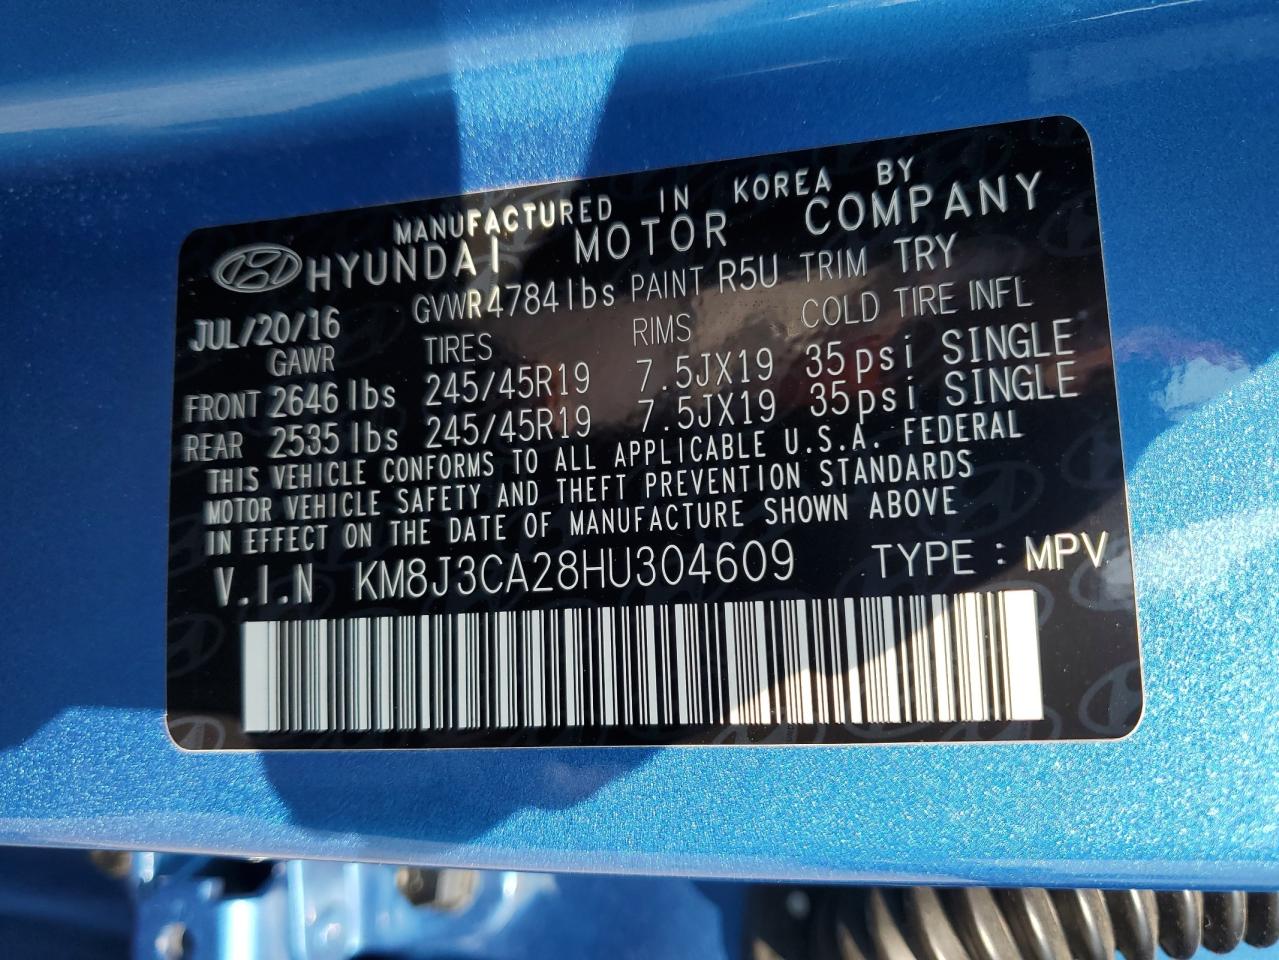 MANUFACTURED IN KOREA BY
HYUNDAI MOTOR COMPANY
JUL/20/16 GVWR4784lbs PAINT R5U TRIM TRY
GAWR TIRES RIMS COLD TIRE INFL
FRONT 2646 lbs 245/45R19 7.5JX19 35psi SINGLE
REAR 2535 lbs 245/45R19 7.5JX19 35psi SINGLE
THIS VEHICLE CONFORMS TO ALL APPLICABLE U.S.A. FEDERAL
MOTOR VEHICLE SAFETY AND THEFT PREVENTION STANDARDS
IN EFFECT ON THE DATE OF MANUFACTURE SHOWN ABOVE
V.I.N KM8J3CA28HU304609 TYPE : MPV